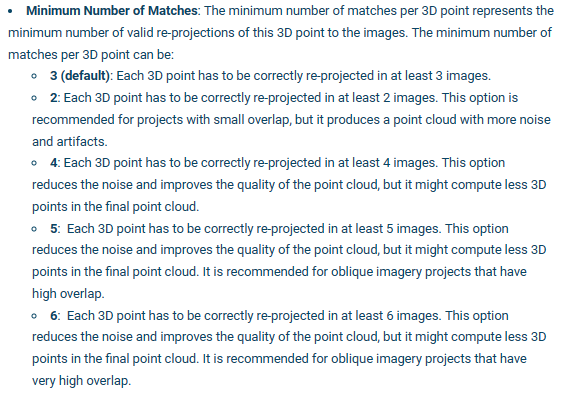 • Minimum Number of Matches: The minimum number of matches per 3D point represents the
minimum number of valid re-projections of this 3D point to the images. The minimum number of
matches per 3D point can be:
○ 3 (default): Each 3D point has to be correctly re-projected in at least 3 images.
○ 2: Each 3D point has to be correctly re-projected in at least 2 images. This option is
recommended for projects with small overlap, but it produces a point cloud with more noise
and artifacts.
○ 4: Each 3D point has to be correctly re-projected in at least 4 images. This option
reduces the noise and improves the quality of the point cloud, but it might compute less 3D
points in the final point cloud.
○ 5: Each 3D point has to be correctly re-projected in at least 5 images. This option
reduces the noise and improves the quality of the point cloud, but it might compute less 3D
points in the final point cloud. It is recommended for oblique imagery projects that have
high overlap.
○ 6: Each 3D point has to be correctly re-projected in at least 6 images. This option
reduces the noise and improves the quality of the point cloud, but it might compute less 3D
points in the final point cloud. It is recommended for oblique imagery projects that have
very high overlap.